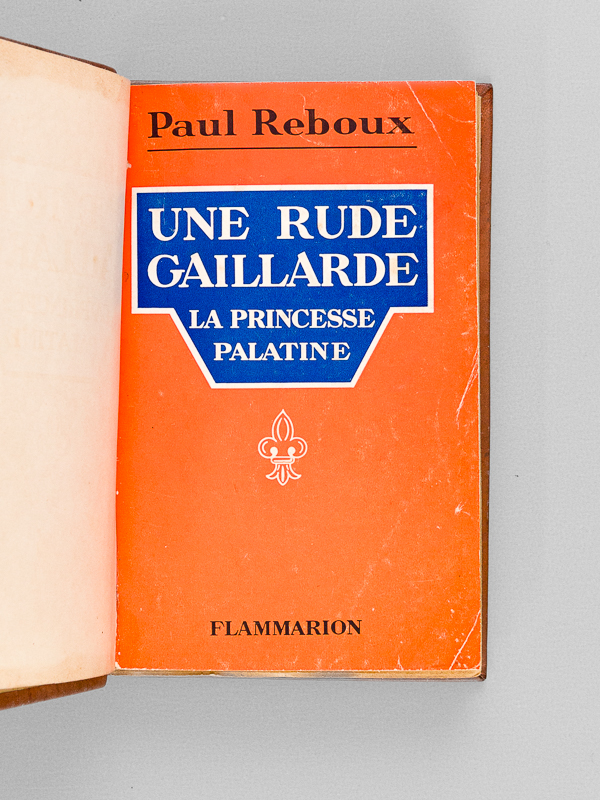 Paul Reboux
UNE RUDE
GAILLARDE
LA PRINCESSE
PALATINE
FLAMMARION